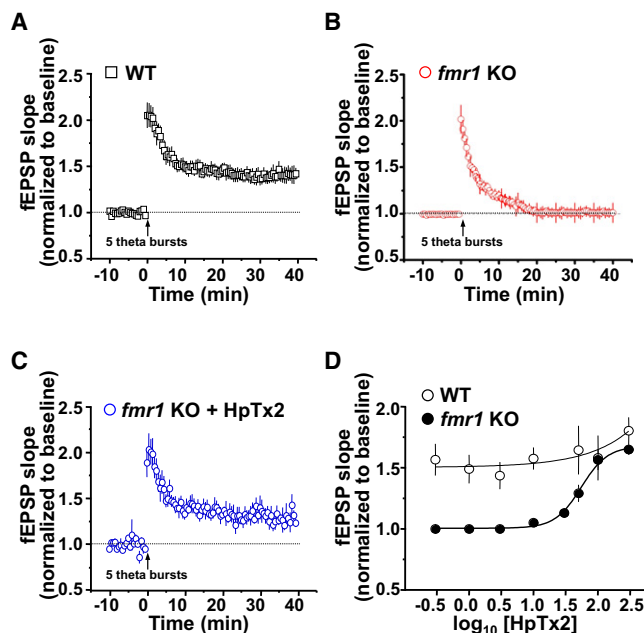 A
WT
fEPSP slope
(normalized to baseline)
2.5
2.0
1.5
1.0
0.5
5 theta bursts
-10 0 10 20 30 40
Time (min)
B
fmr1 KO
fEPSP slope
(normalized to baseline)
2.5
2.0
1.5
1.0
0.5
5 theta bursts
-10 0 10 20 30 40
Time (min)
C
fmr1 KO + HpTx2
fEPSP slope
(normalized to baseline)
2.5
2.0
1.5
1.0
0.5
5 theta bursts
-10 0 10 20 30 40
Time (min)
D
WT
fmr1 KO
fEPSP slope
(normalized to baseline)
2.0
1.5
1.0
0.5
-0.5 0.0 0.5 1.0 1.5 2.0 2.5
log10 [HpTx2]